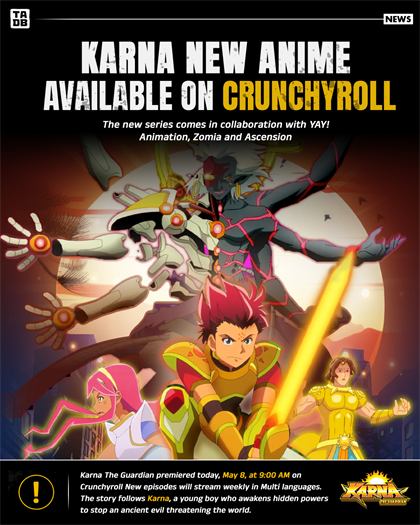 TA
DB
NEWS
KARNA NEW ANIME
AVAILABLE ON CRUNCHYROLL
The new series comes in collaboration with YAY!
Animation, Zomia and Ascension
Karna The Guardian premiered today, May 8, at 9:00 AM on
Crunchyroll New episodes will stream weekly in Multi languages.
The story follows Karna, a young boy who awakens hidden powers
to stop an ancient evil threatening the world.
!
KARNA
THE GUARDIAN